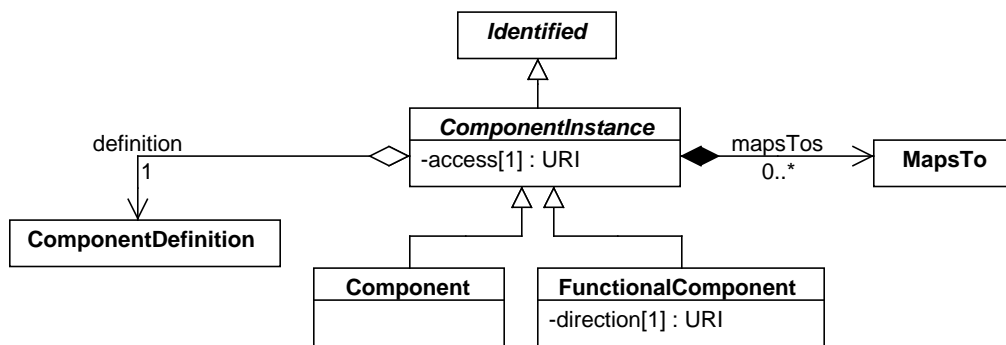 Identified
ComponentInstance
-access[1] : URI
definition
1
mapsTos
0..*
MapsTo
ComponentDefinition
Component
FunctionalComponent
-direction[1] : URI